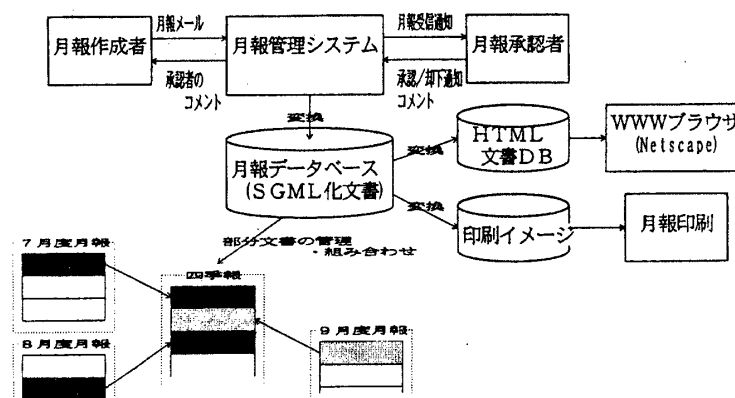 月報作成者
月報メール
承認者の
コメント
月報管理システム
月報受信通知
承認/却下通知
コメント
月報承認者
変換
月報データベース
(SGML化文書)
変換
HTML
文書DB
WWWブラウザ
(Netscape)
変換
印刷イメージ
月報印刷
部分文書の管理
・組み合わせ
7月度月報
四季報
8月度月報
9月度月報